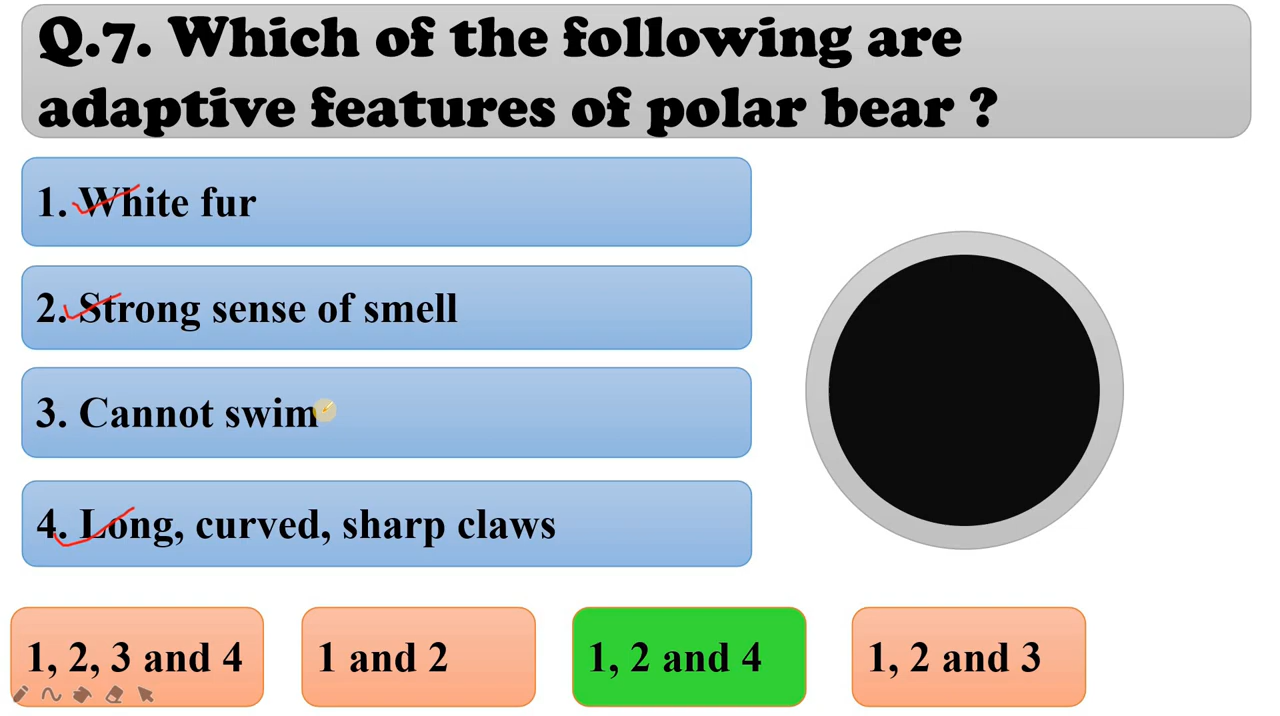 Q.7. Which of the following are
adaptive features of polar bear ?
1. White fur
2. Strong sense of smell
3. Cannot swim
4. Long, curved, sharp claws
1, 2, 3 and 4
1 and 2
1, 2 and 4
1, 2 and 3